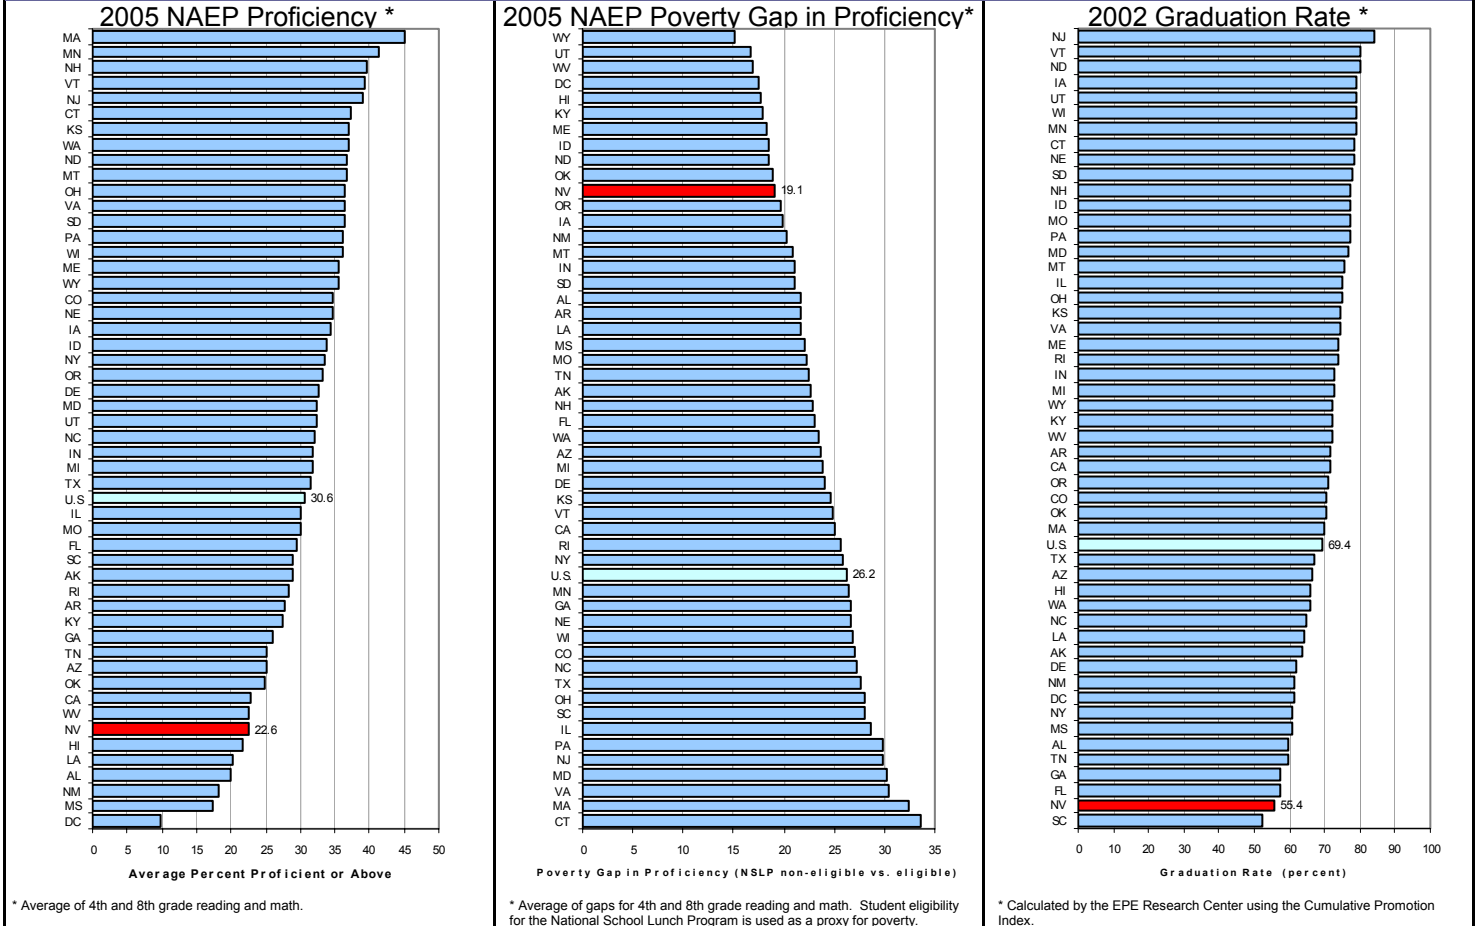 2005 NAEP Proficiency *
MA
MN
NH
VT
NJ
CT
KS
WA
ND
MT
OH
VA
SD
PA
WI
ME
WY
CO
NE
IA
ID
NY
OR
DE
MD
UT
NC
IN
MI
TX
U.S 30.6
IL
MO
FL
SC
AK
RI
AR
KY
GA
TN
AZ
OK
CA
WV
NV 22.6
HI
LA
AL
NM
MS
DC
0 5 10 15 20 25 30 35 40 45 50
Average Percent Proficient or Above
* Average of 4th and 8th grade reading and math.
2005 NAEP Poverty Gap in Proficiency*
WY
UT
WV
DC
HI
KY
ME
ID
ND
OK
NV 19.1
OR
IA
NM
MT
IN
SD
AL
AR
LA
MS
MO
TN
AK
NH
FL
WA
AZ
MI
DE
KS
VT
CA
RI
NY
U.S. 26.2
MN
GA
NE
WI
CO
NC
TX
OH
SC
IL
PA
NJ
MD
VA
MA
CT
0 5 10 15 20 25 30 35
Poverty Gap in Proficiency (NSLP non-eligible vs. eligible)
* Average of gaps for 4th and 8th grade reading and math. Student eligibility
for the National School Lunch Program is used as a proxy for poverty.
2002 Graduation Rate *
NJ
VT
ND
IA
UT
WI
MN
CT
NE
SD
NH
ID
MO
PA
MD
MT
IL
OH
KS
VA
ME
RI
IN
MI
WY
KY
WV
AR
CA
OR
CO
OK
MA
U.S. 69.4
TX
AZ
HI
WA
NC
LA
AK
DE
NM
DC
NY
MS
AL
TN
GA
FL
NV 55.4
SC
0 10 20 30 40 50 60 70 80 90 100
Graduation Rate (percent)
* Calculated by the EPE Research Center using the Cumulative Promotion
Index.